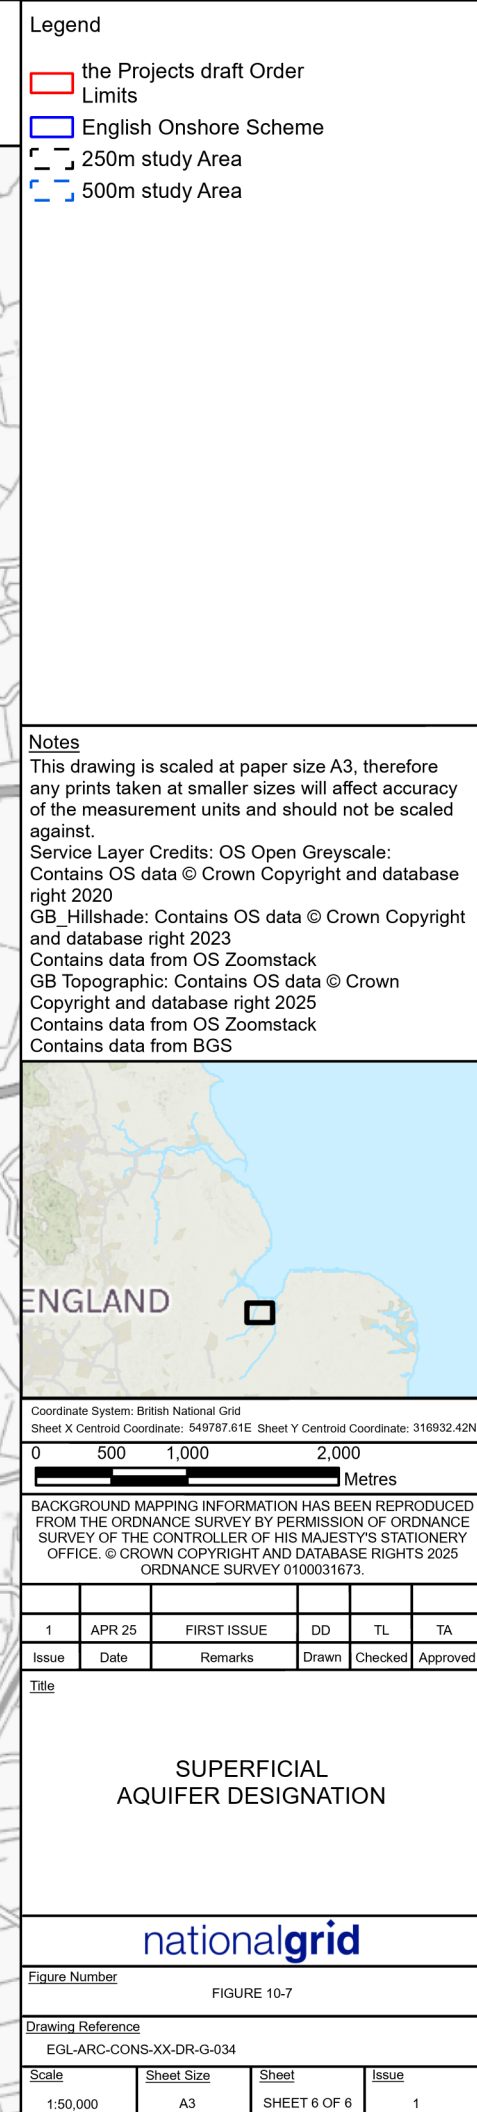 Legend
the Projects draft Order
Limits
English Onshore Scheme
250m study Area
500m study Area
Notes
This drawing is scaled at paper size A3, therefore
any prints taken at smaller sizes will affect accuracy
of the measurement units and should not be scaled
against.
Service Layer Credits: OS Open Greyscale:
Contains OS data © Crown Copyright and database
right 2020
GB_Hillshade: Contains OS data © Crown Copyright
and database right 2023
Contains data from OS Zoomstack
GB Topographic: Contains OS data © Crown
Copyright and database right 2025
Contains data from OS Zoomstack
Contains data from BGS
ENGLAND
Coordinate System: British National Grid
Sheet X Centroid Coordinate: 549787.61E Sheet Y Centroid Coordinate: 316932.42N
0 500 1,000 2,000
Metres
BACKGROUND MAPPING INFORMATION HAS BEEN REPRODUCED
FROM THE ORDNANCE SURVEY BY PERMISSION OF ORDNANCE
SURVEY OF THE CONTROLLER OF HIS MAJESTY'S STATIONERY
OFFICE. © CROWN COPYRIGHT AND DATABASE RIGHTS 2025
ORDNANCE SURVEY 0100031673.
1 APR 25 FIRST ISSUE DD TL TA
Issue Date Remarks Drawn Checked Approved
Title
SUPERFICIAL
AQUIFER DESIGNATION
nationalgrid
Figure Number
FIGURE 10-7
Drawing Reference
EGL-ARC-CONS-XX-DR-G-034
Scale Sheet Size Sheet Issue
1:50,000 A3 SHEET 6 OF 6 1